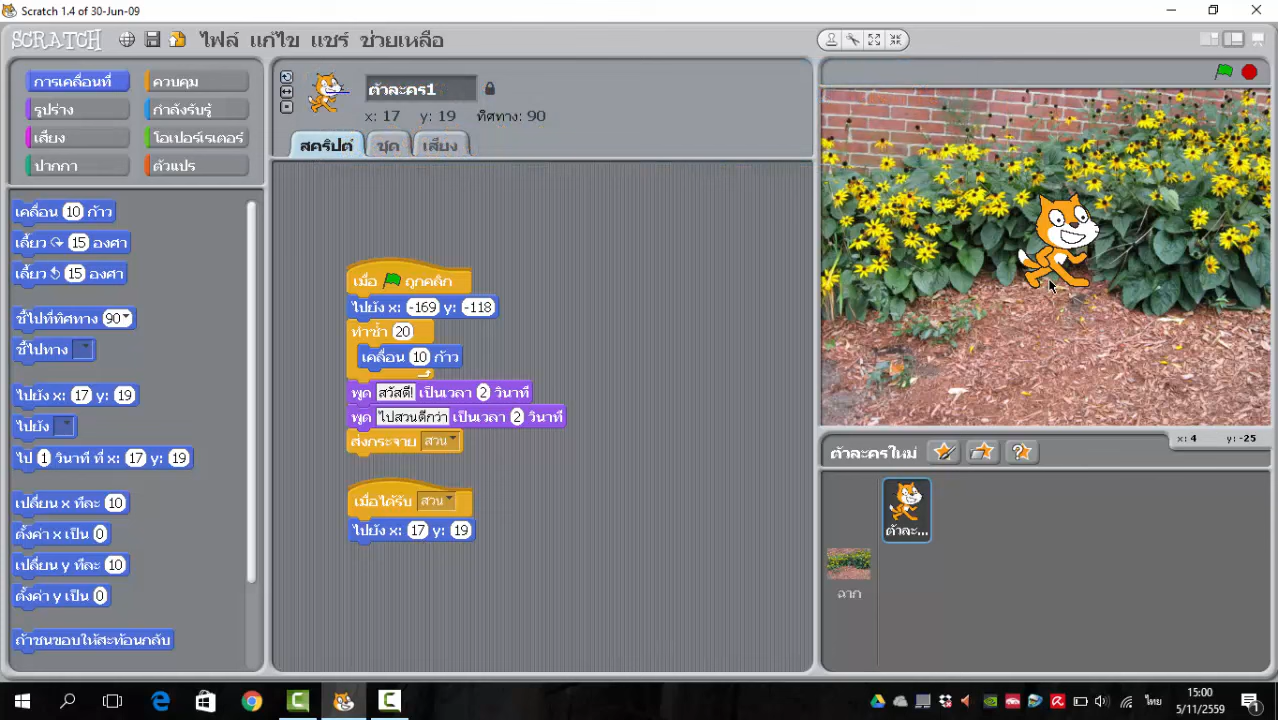 Scratch 1.4 of 30-Jun-09
SCRATCH ไฟล์ แก้ไข แชร์ ช่วยเหลือ
การเคลื่อนที่ ควบคุม
รูปร่าง กำลังรับรู้
เสียง โอเปอร์เรเตอร์
ปากกา ตัวแปร
ตัวละคร1
x: 17 y: 19 ทิศทาง: 90
สคริปต์ ชุด เสียง
เคลื่อน 10 ก้าว
เลี้ยว 15 องศา
เลี้ยว 15 องศา
ชี้ไปที่ทิศทาง 90
ชี้ไปทาง
ไปยัง x: 17 y: 19
ไปยัง
ไป 1 วินาที ที่ x: 17 y: 19
เปลี่ยน x ทีละ 10
ตั้งค่า x เป็น 0
เปลี่ยน y ทีละ 10
ตั้งค่า y เป็น 0
ถ้าชนขอบให้สะท้อนกลับ
เมื่อ ถูกคลิก
ไปยัง x: -169 y: -118
ทำซ้ำ 20
เคลื่อน 10 ก้าว
พูด สวัสดี! เป็นเวลา 2 วินาที
พูด ไปสวนดีกว่า เป็นเวลา 2 วินาที
ส่งกระจาย สวน
เมื่อได้รับ สวน
ไปยัง x: 17 y: 19
x: 4 y: -25
ตัวละครใหม่
ตัวละ...
ฉาก
ไทย
15:00
5/11/2559
1